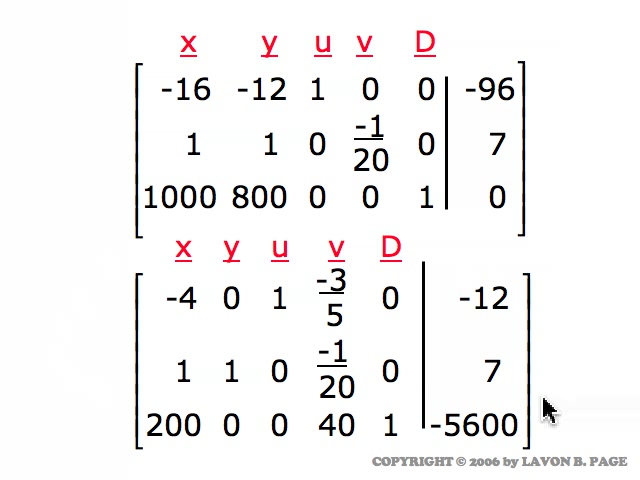 x y u v D
-16 -12 1 0 0 -96
1 1 0 -1/20 0 7
1000 800 0 0 1 0
x y u v D
-4 0 1 -3/5 0 -12
1 1 0 -1/20 0 7
200 0 0 40 1 -5600
COPYRIGHT © 2006 by LAVON B. PAGE